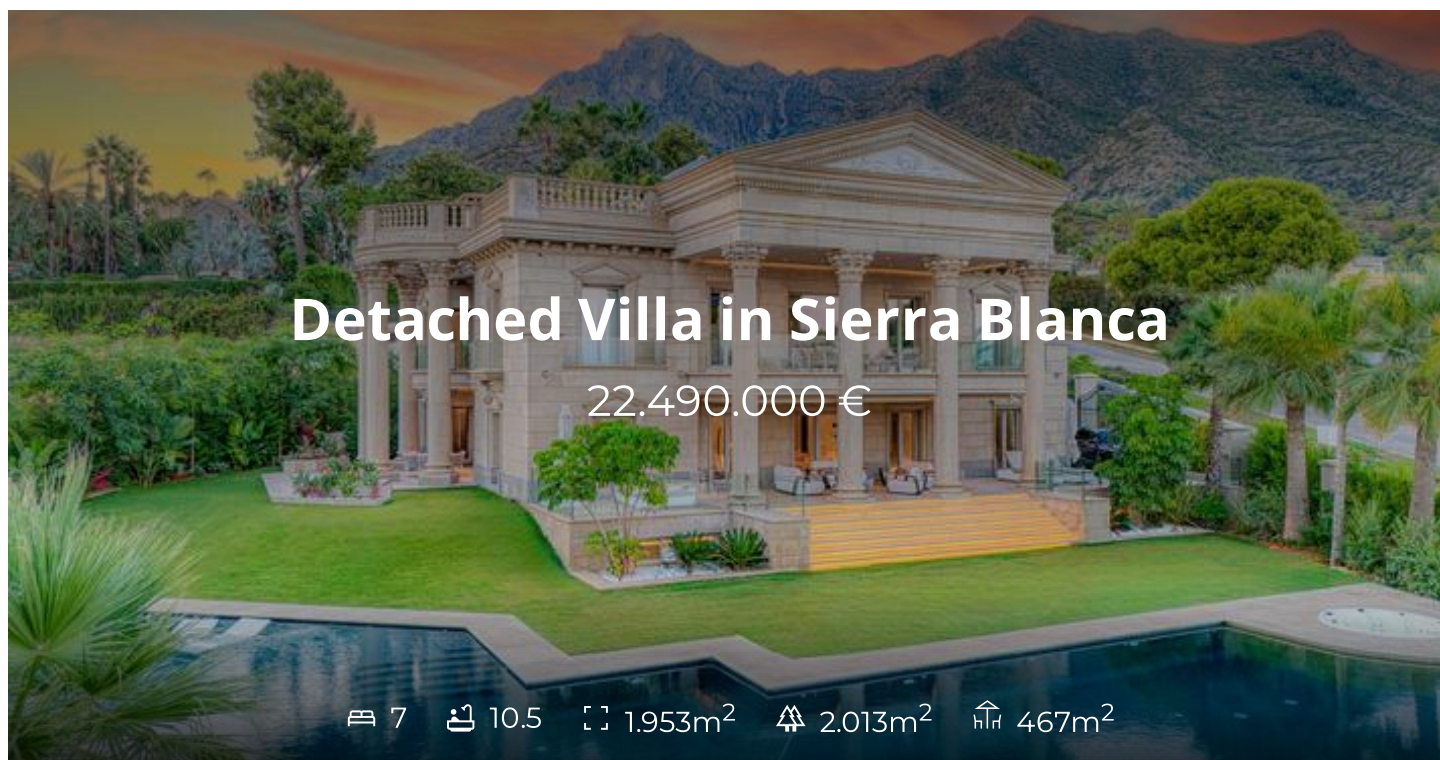 Detached Villa in Sierra Blanca
22.490.000 €
7 10.5 1.953m² 2.013m² 467m²